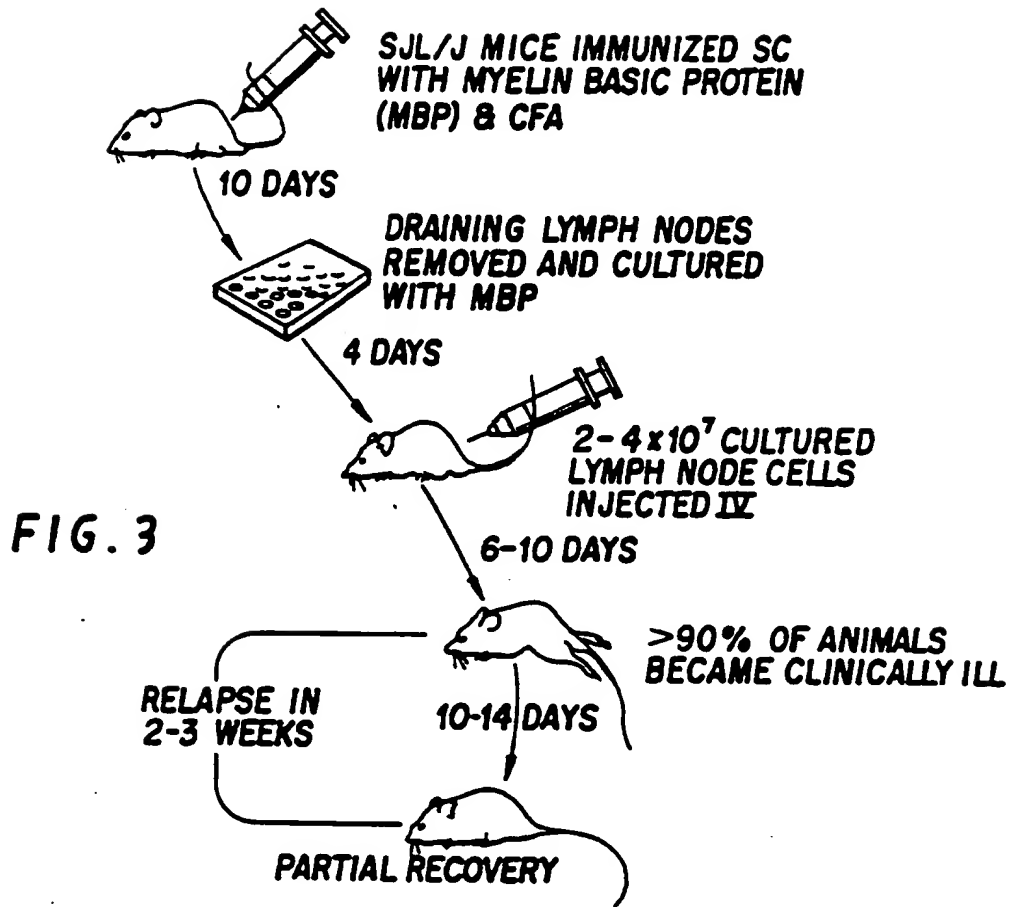 SJL/J MICE IMMUNIZED SC
WITH MYELIN BASIC PROTEIN
(MBP) & CFA
10 DAYS
DRAINING LYMPH NODES
REMOVED AND CULTURED
WITH MBP
4 DAYS
2-4x10⁷ CULTURED
LYMPH NODE CELLS
INJECTED IV
FIG. 3
6-10 DAYS
>90% OF ANIMALS
BECAME CLINICALLY ILL
RELAPSE IN
2-3 WEEKS
10-14 DAYS
PARTIAL RECOVERY